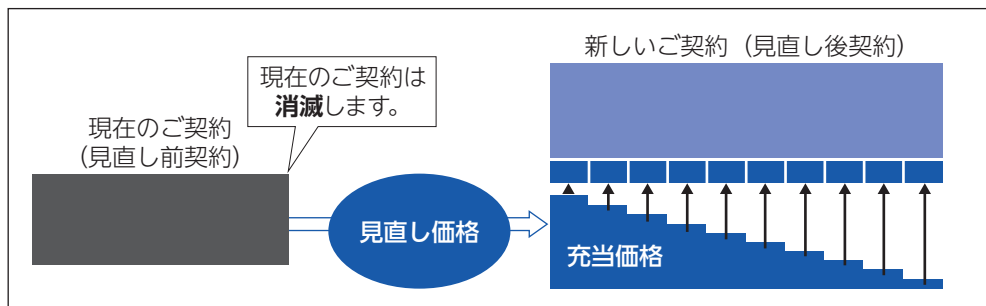 新しいご契約（見直し後契約）
現在のご契約は
消滅します。
現在のご契約
（見直し前契約）
見直し価格
充当価格